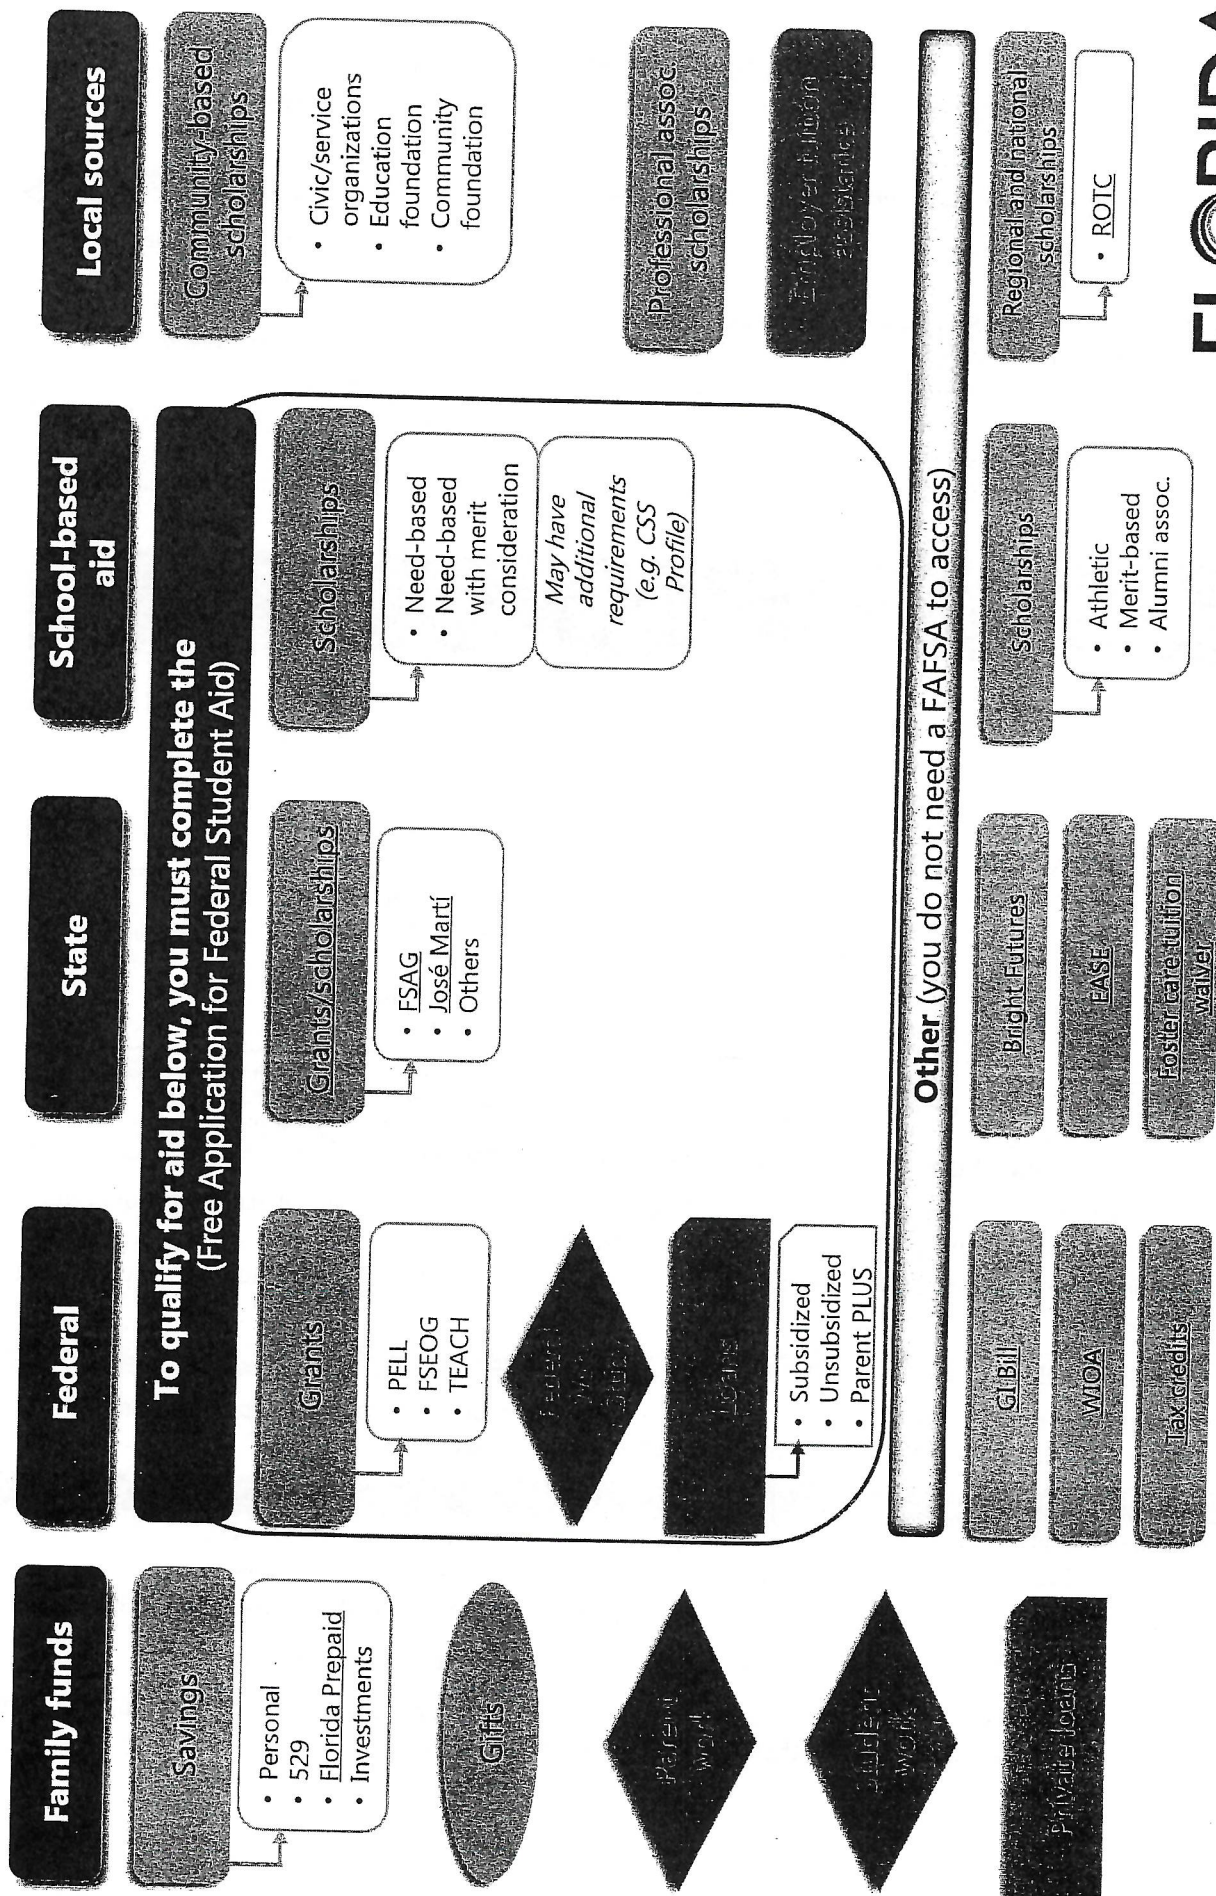 Family funds
Savings
• Personal
• 529
• Florida Prepaid
• Investments
Gifts
Parent
work
Student
work
Private loans
Federal
State
School-based
aid
To qualify for aid below, you must complete the
(Free Application for Federal Student Aid)
Grants
• PELL
• FSEOG
• TEACH
Federal
Work
Study
Loans
• Subsidized
• Unsubsidized
• Parent PLUS
Grants/scholarships
• FSAG
• José Martí
• Others
Scholarships
• Need-based
• Need-based
with merit
consideration
May have
additional
requirements
(e.g. CSS
Profile)
Local sources
Community-based
scholarships
• Civic/service
organizations
• Education
foundation
• Community
foundation
Professional assoc.
scholarships
Employer tuition
assistance
Other (you do not need a FAFSA to access)
GI Bill
WIOA
Tax credits
Bright Futures
EASE
Foster care tuition
waiver
Scholarships
• Athletic
• Merit-based
• Alumni assoc.
Regional and national
scholarships
• ROTC
FLORIDA